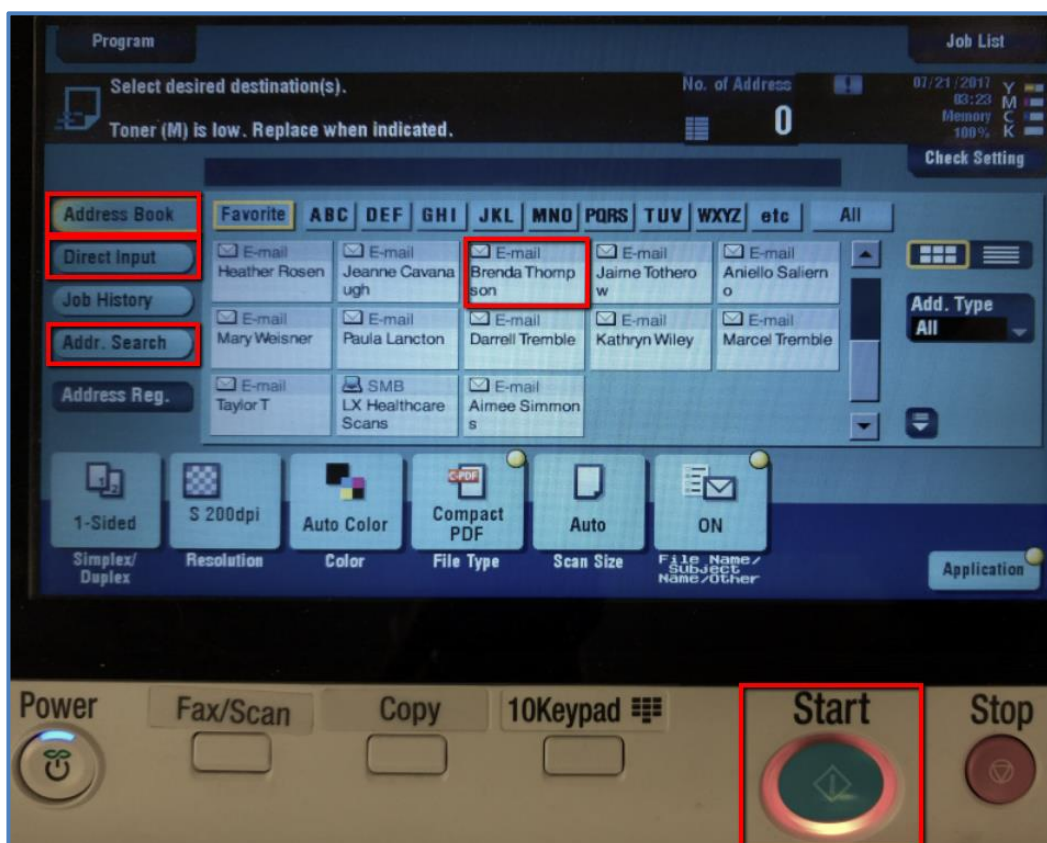 Program
Job List
Select desired destination(s).
No. of Address
07/21/2017
Y
03:23
M
Toner (M) is low. Replace when indicated.
0
Memory
C
100%
K
Check Setting
Address Book
Favorite
ABC
DEF
GHI
JKL
MNO
PQRS
TUV
WXYZ
etc
All
Direct Input
E-mail
Heather Rosen
E-mail
Jeanne Cavana
ugh
E-mail
Brenda Thomp
son
E-mail
Jaime Tothero
w
E-mail
Aniello Saliern
o
Job History
Add. Type
All
Addr. Search
E-mail
Mary Weisner
E-mail
Paula Lancton
E-mail
Darrell Tremble
E-mail
Kathryn Wiley
E-mail
Marcel Tremble
Address Reg.
E-mail
Taylor T
SMB
LX Healthcare
Scans
E-mail
Aimee Simmon
s
1 2
1-Sided
Simplex/
Duplex
S 200dpi
Resolution
Auto Color
Color
C-PDF
Compact
PDF
File Type
Auto
Scan Size
ON
File Name/
Subject
Name/Other
Application
Power
Fax/Scan
Copy
10Keypad
Start
Stop